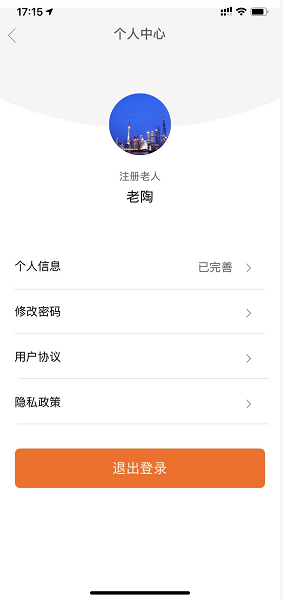 17:15
个人中心
注册老人
老陶
个人信息 已完善
修改密码
用户协议
隐私政策
退出登录